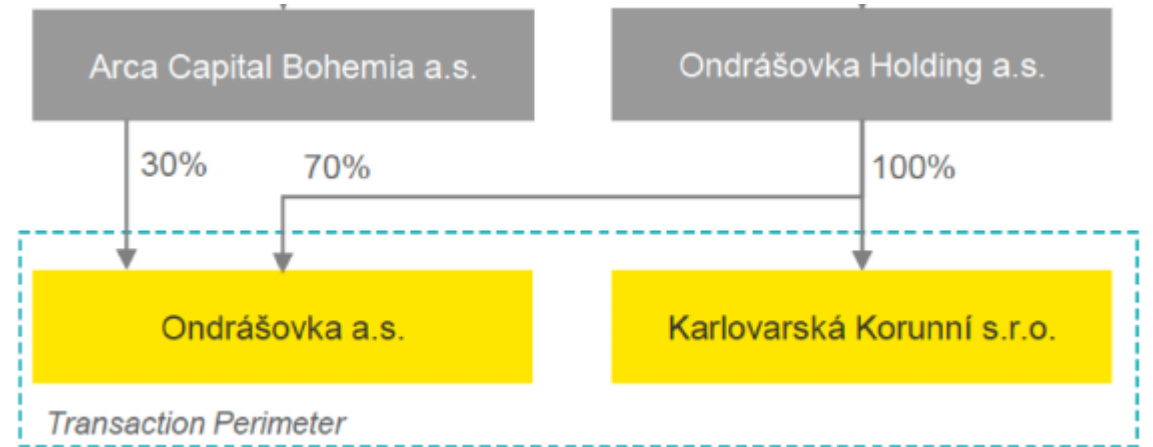 Arca Capital Bohemia a.s.
Ondrášovka Holding a.s.
30%
70%
100%
Ondrášovka a.s.
Karlovarská Korunní s.r.o.
Transaction Perimeter